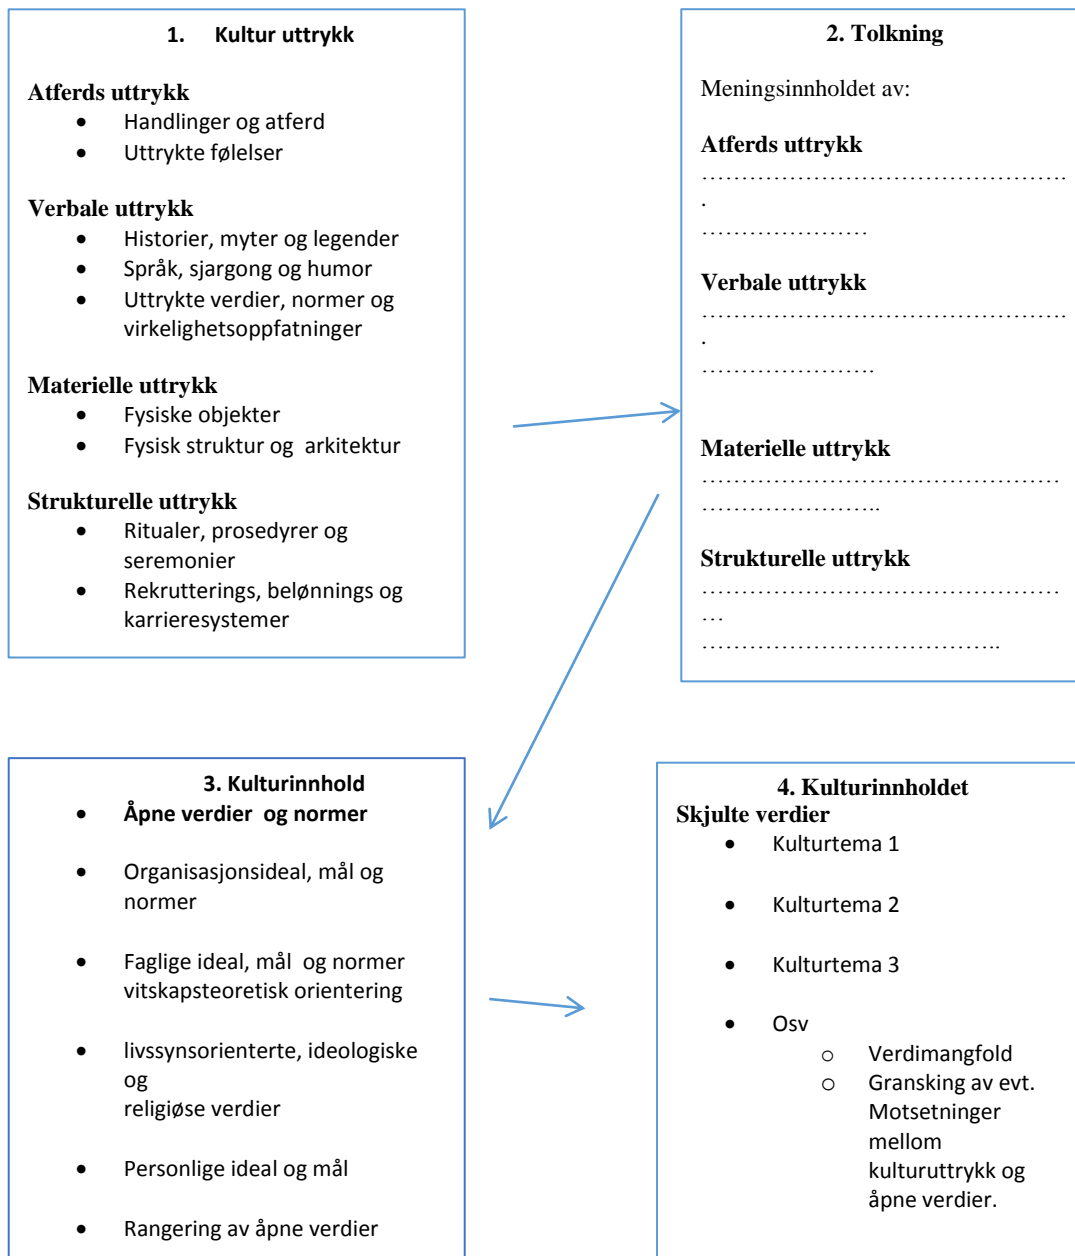 1. Kultur uttrykk
Atferds uttrykk
• Handlinger og atferd
• Uttrykte følelser
Verbale uttrykk
• Historier, myter og legender
• Språk, sjargong og humor
• Uttrykte verdier, normer og
virkelighetsoppfatninger
Materielle uttrykk
• Fysiske objekter
• Fysisk struktur og arkitektur
Strukturelle uttrykk
• Ritualer, prosedyrer og
seremonier
• Rekrutterings, belønnings og
karrieresystemer
2. Tolkning
Meningsinnholdet av:
Atferds uttrykk
……………………………………….
.
…………………
Verbale uttrykk
……………………………………….
.
………………….
Materielle uttrykk
………………………………………
…………………..
Strukturelle uttrykk
………………………………………
…
………………………………..
3. Kulturinnhold
• Åpne verdier og normer
• Organisasjonsideal, mål og
normer
• Faglige ideal, mål og normer
vitskapsteoretisk orientering
• livssynsorienterte, ideologiske
og
religiøse verdier
• Personlige ideal og mål
• Rangering av åpne verdier
4. Kulturinnholdet
Skjulte verdier
• Kulturtema 1
• Kulturtema 2
• Kulturtema 3
• Osv
o Verdimangfold
o Gransking av evt.
Motsetninger
mellom
kulturuttrykk og
åpne verdier.